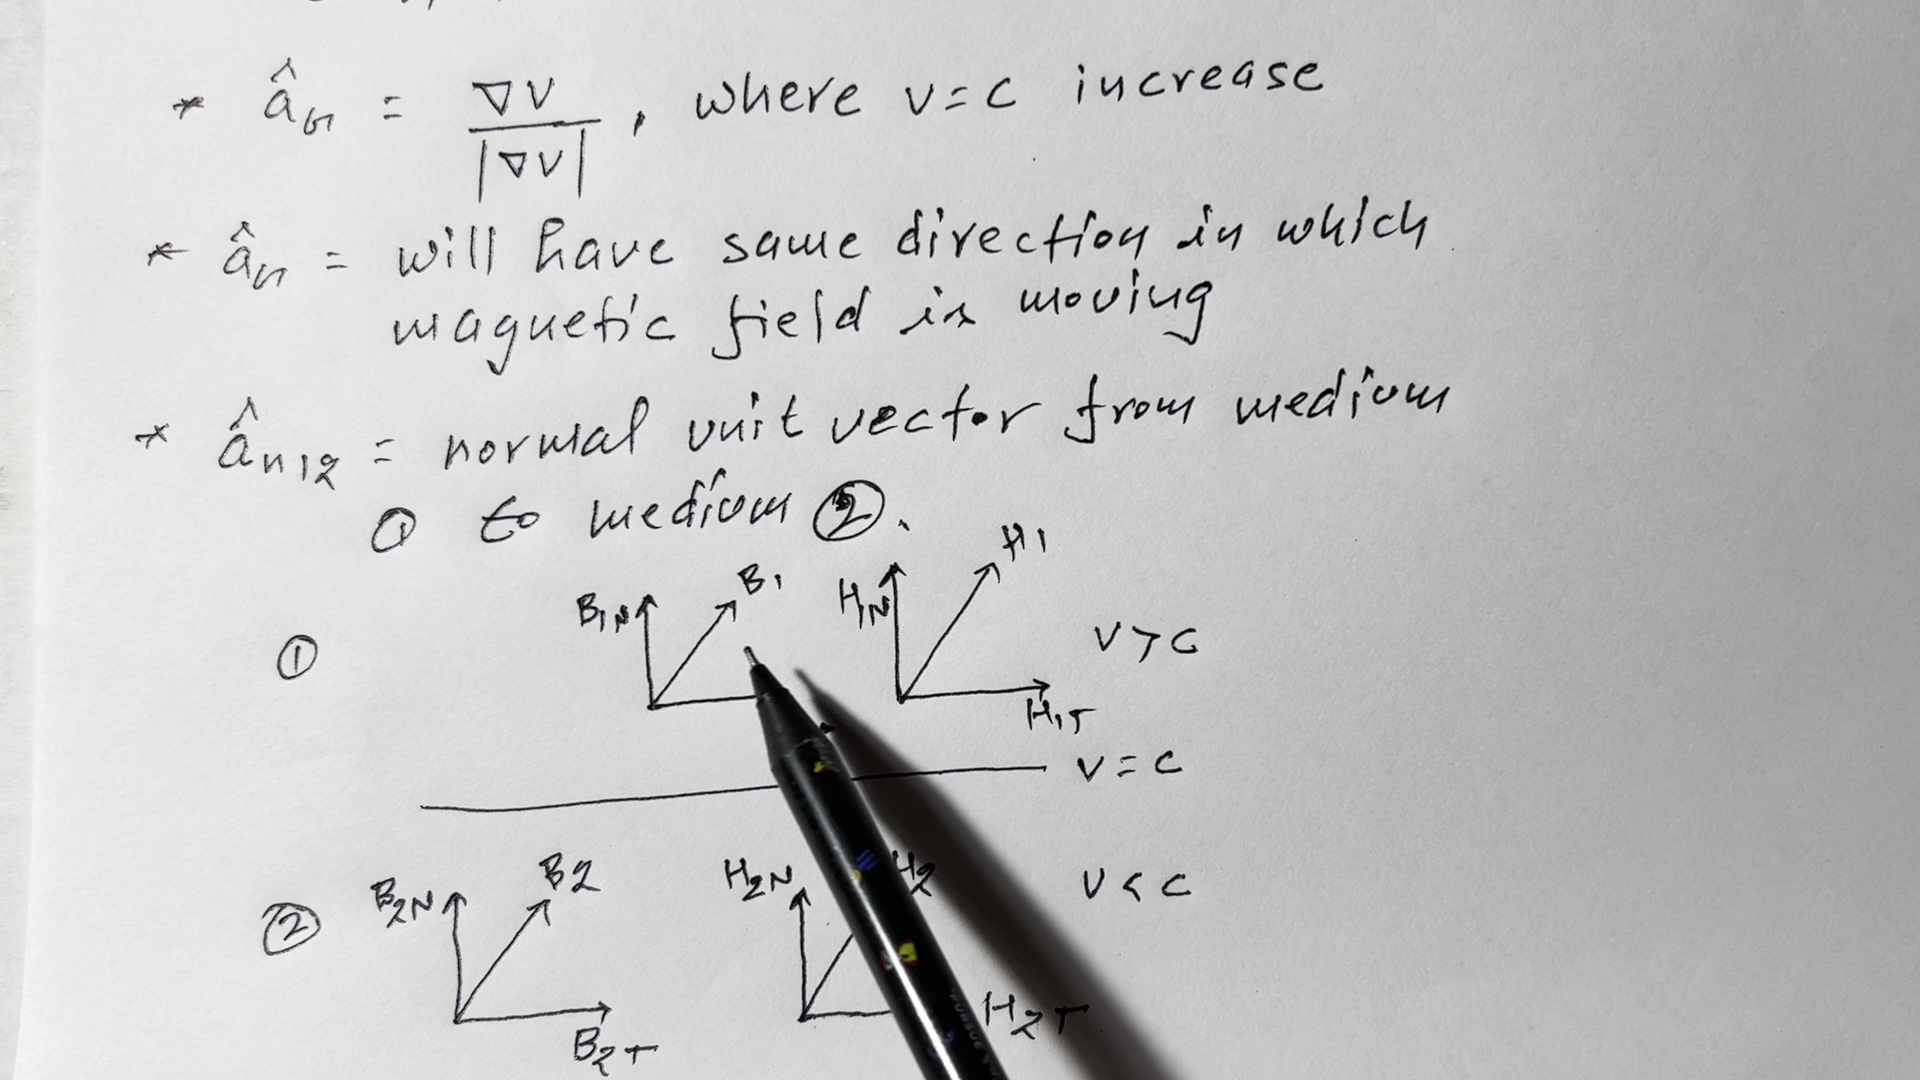 * âₙ = ∇V / |∇V| , where v=c increase
* âₙ = will have same direction in which
magnetic field is moving
* âₙ₁₂ = normal unit vector from medium
① to medium ②.
B₁N B₁ H₁N H₁
① V > C
H₁T
V = C
B₂N B₂ H₂N H₂
② V < C
B₂T H₂T